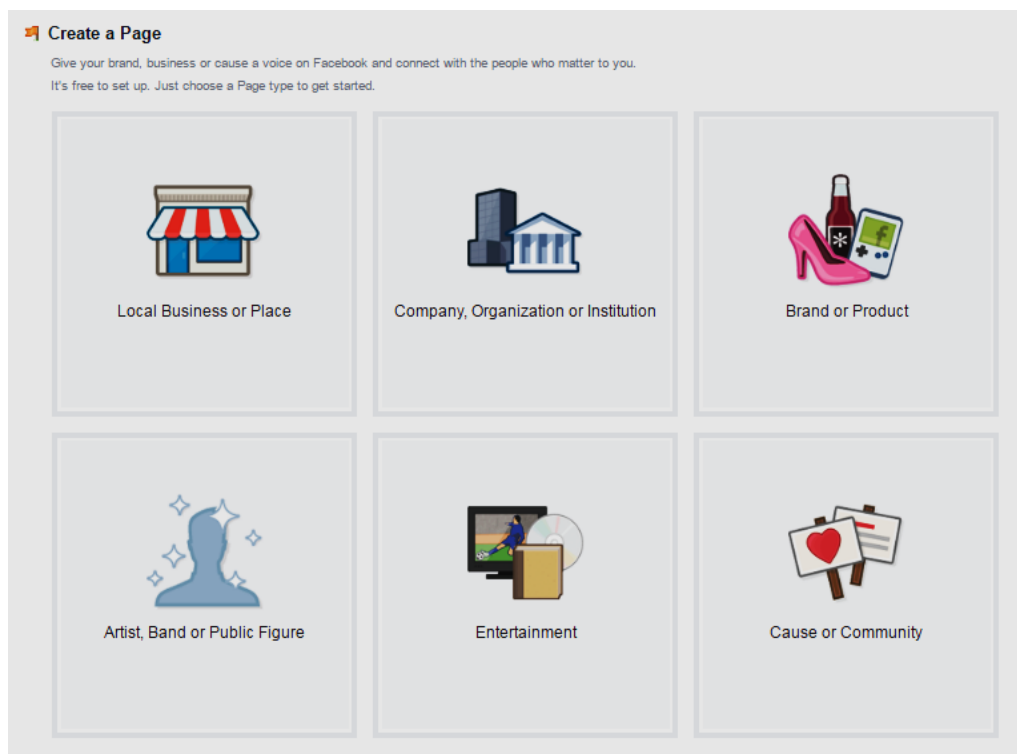 Create a Page
Give your brand, business or cause a voice on Facebook and connect with the people who matter to you.
It's free to set up. Just choose a Page type to get started.
Local Business or Place
Company, Organization or Institution
Brand or Product
Artist, Band or Public Figure
Entertainment
Cause or Community